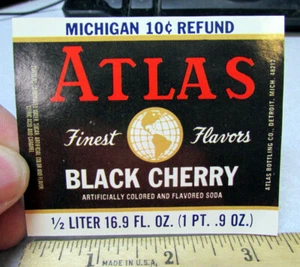 MICHIGAN 10¢ REFUND
ATLAS
Finest Flavors
BLACK CHERRY
ARTIFICIALLY COLORED AND FLAVORED SODA
½ LITER 16.9 FL. OZ. (1 PT. .9 OZ.)
ATLAS BOTTLING CO., DETROIT, MICH. 48212
1 2 3
MADE IN U.S.A.